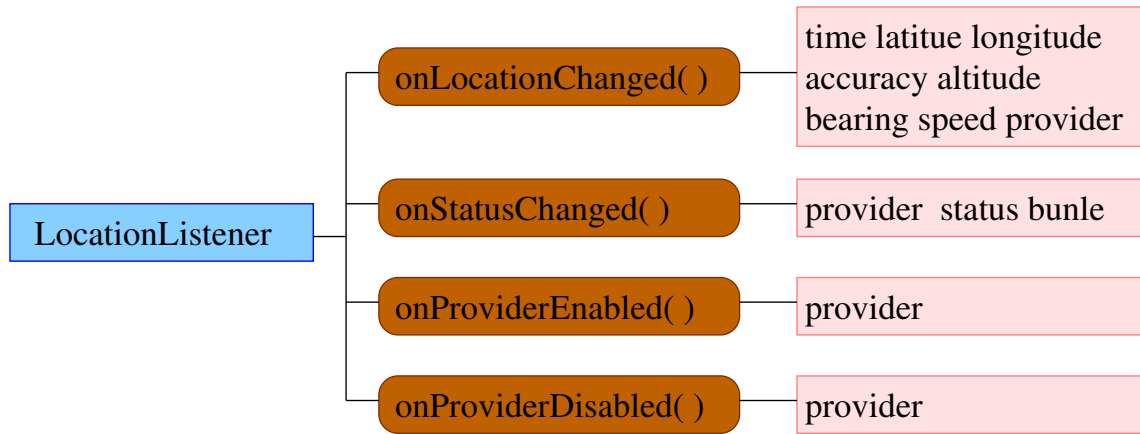 LocationListener
onLocationChanged( )
time latitue longitude
accuracy altitude
bearing speed provider
onStatusChanged( )
provider status bunle
onProviderEnabled( )
provider
onProviderDisabled( )
provider